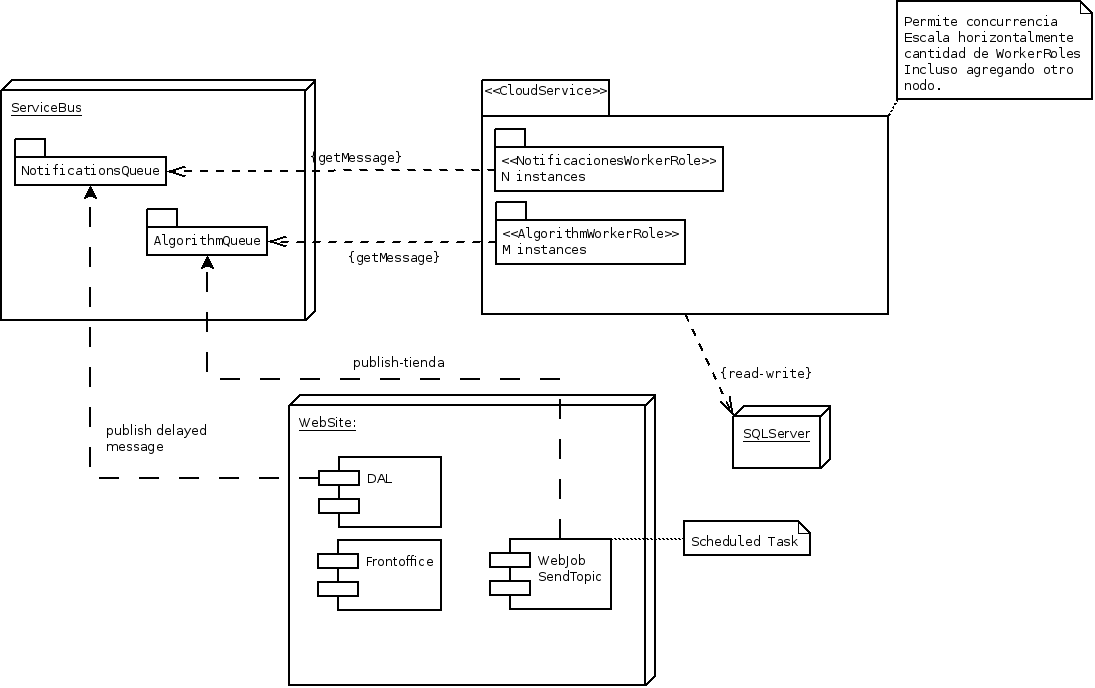 Permite concurrencia
Escala horizontalmente
cantidad de WorkerRoles
Incluso agregando otro
nodo.
<<CloudService>>
ServiceBus
{getMessage}
<<NotificacionesWorkerRole>>
N instances
NotificationsQueue
<<AlgorithmWorkerRole>>
M instances
AlgorithmQueue
{getMessage}
publish-tienda
{read-write}
WebSite:
publish delayed
message
SQLServer
DAL
Scheduled Task
Frontoffice
WebJob
SendTopic